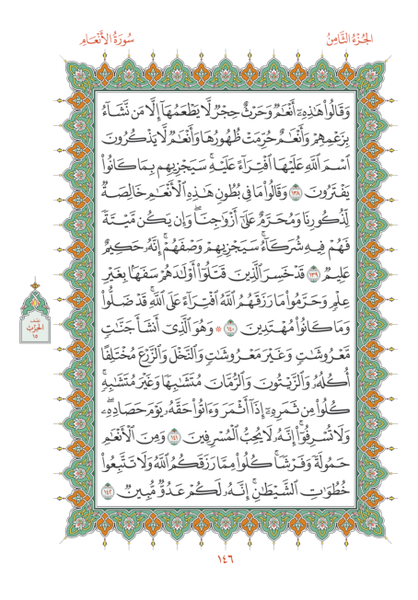 سُورَةُ الأَنْعَامِ
الجُزْءُ الثَّامِنُ
وَقَالُوا۟ هَٰذِهِۦٓ أَنْعَٰمٌ وَحَرْثٌ حِجْرٌ لَّا يَطْعَمُهَآ إِلَّا مَن نَّشَآءُ
بِزَعْمِهِمْ وَأَنْعَٰمٌ حُرِّمَتْ ظُهُورُهَا وَأَنْعَٰمٌ لَّا يَذْكُرُونَ
ٱسْمَ ٱللَّهِ عَلَيْهَا ٱفْتِرَآءً عَلَيْهِ ۚ سَيَجْزِيهِم بِمَا كَانُوا۟
يَفْتَرُونَ ١٣٨ وَقَالُوا۟ مَا فِى بُطُونِ هَٰذِهِ ٱلْأَنْعَٰمِ خَالِصَةٌ
لِّذُكُورِنَا وَمُحَرَّمٌ عَلَىٰٓ أَزْوَٰجِنَا ۖ وَإِن يَكُن مَّيْتَةً
فَهُمْ فِيهِ شُرَكَآءُ ۚ سَيَجْزِيهِمْ وَصْفَهُمْ ۚ إِنَّهُۥ حَكِيمٌ
عَلِيمٌ ١٣٩ قَدْ خَسِرَ ٱلَّذِينَ قَتَلُوٓا۟ أَوْلَٰدَهُمْ سَفَهًۢا بِغَيْرِ
عِلْمٍ وَحَرَّمُوا۟ مَا رَزَقَهُمُ ٱللَّهُ ٱفْتِرَآءً عَلَى ٱللَّهِ ۚ قَدْ ضَلُّوا۟
وَمَا كَانُوا۟ مُهْتَدِينَ ١٤٠ ۞ وَهُوَ ٱلَّذِىٓ أَنشَأَ جَنَّٰتٍ
مَّعْرُوشَٰتٍ وَغَيْرَ مَعْرُوشَٰتٍ وَٱلنَّخْلَ وَٱلزَّرْعَ مُخْتَلِفًا
أُكُلُهُۥ وَٱلزَّيْتُونَ وَٱلرُّمَّانَ مُتَشَٰبِهًا وَغَيْرَ مُتَشَٰبِهٍ ۚ
كُلُوا۟ مِن ثَمَرِهِۦٓ إِذَآ أَثْمَرَ وَءَاتُوا۟ حَقَّهُۥ يَوْمَ حَصَادِهِۦ ۖ
وَلَا تُسْرِفُوٓا۟ ۚ إِنَّهُۥ لَا يُحِبُّ ٱلْمُسْرِفِينَ ١٤١ وَمِنَ ٱلْأَنْعَٰمِ
حَمُولَةً وَفَرْشًا ۚ كُلُوا۟ مِمَّا رَزَقَكُمُ ٱللَّهُ وَلَا تَتَّبِعُوا۟
خُطُوَٰتِ ٱلشَّيْطَٰنِ ۚ إِنَّهُۥ لَكُمْ عَدُوٌّ مُّبِينٌ ١٤٢
الحِزْبِ
١٥
١٤٦